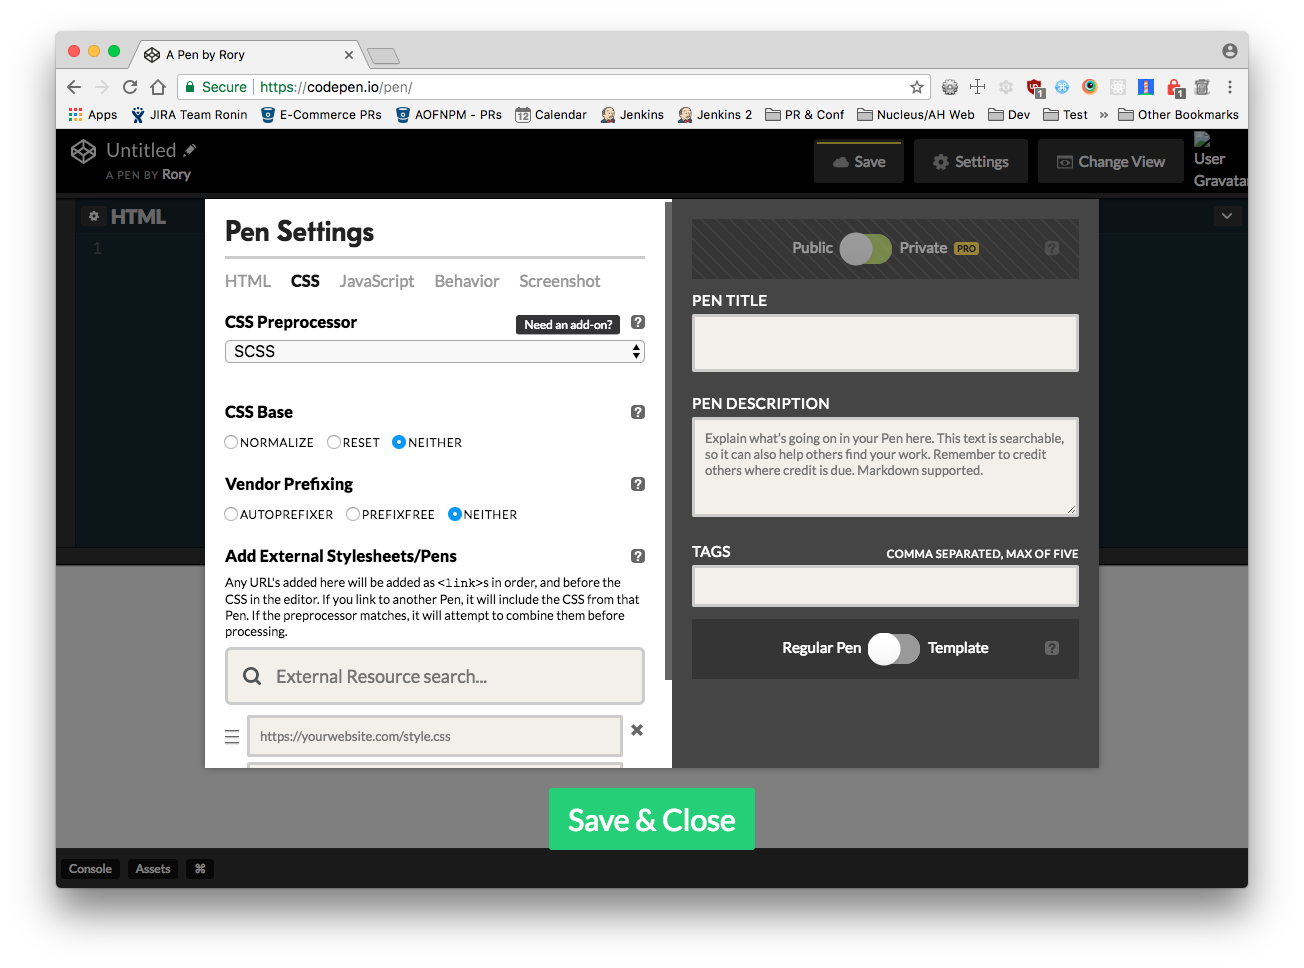 A Pen by Rory
Secure https://codepen.io/pen/
Apps JIRA Team Ronin E-Commerce PRs AOFNPM - PRs 12 Calendar Jenkins Jenkins 2 PR & Conf Nucleus/AH Web Dev Test » Other Bookmarks
Untitled
A PEN BY Rory
Save
Settings
Change View
User
Gravatar
HTML
1
Pen Settings
HTML CSS JavaScript Behavior Screenshot
CSS Preprocessor Need an add-on? ?
SCSS
CSS Base ?
NORMALIZE RESET NEITHER
Vendor Prefixing ?
AUTOPREFIXER PREFIXFREE NEITHER
Add External Stylesheets/Pens ?
Any URL's added here will be added as <link>s in order, and before the
CSS in the editor. If you link to another Pen, it will include the CSS from that
Pen. If the preprocessor matches, it will attempt to combine them before
processing.
External Resource search...
https://yourwebsite.com/style.css
Public Private PRO ?
PEN TITLE
PEN DESCRIPTION
Explain what's going on in your Pen here. This text is searchable,
so it can also help others find your work. Remember to credit
others where credit is due. Markdown supported.
TAGS COMMA SEPARATED, MAX OF FIVE
Regular Pen Template ?
Save & Close
Console Assets ⌘